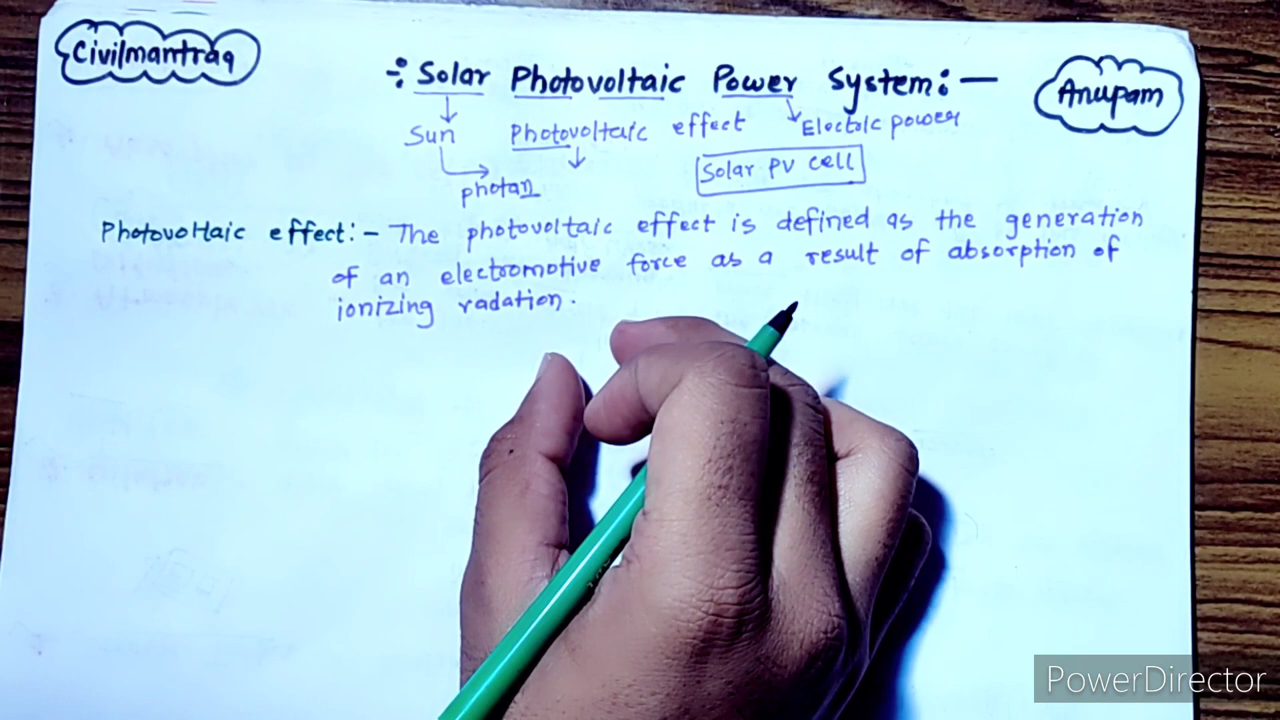 Civilmantraa
÷ Solar Photovoltaic Power System:—
Anupam
Sun Photovoltaic effect Electric power
photan Solar PV cell
Photovoltaic effect:- The photovoltaic effect is defined as the generation
of an electromotive force as a result of absorption of
ionizing radation.
PowerDirector